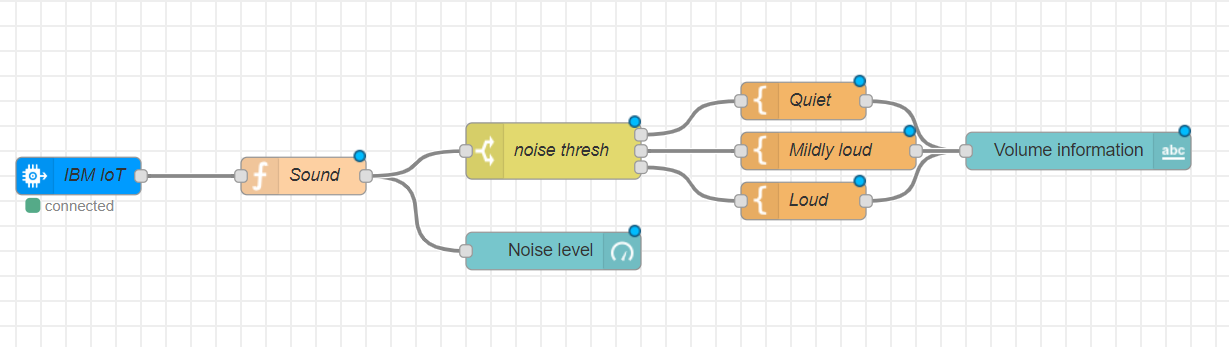 IBM IoT
connected
Sound
noise thresh
Noise level
Quiet
Mildly loud
Loud
Volume information
abc